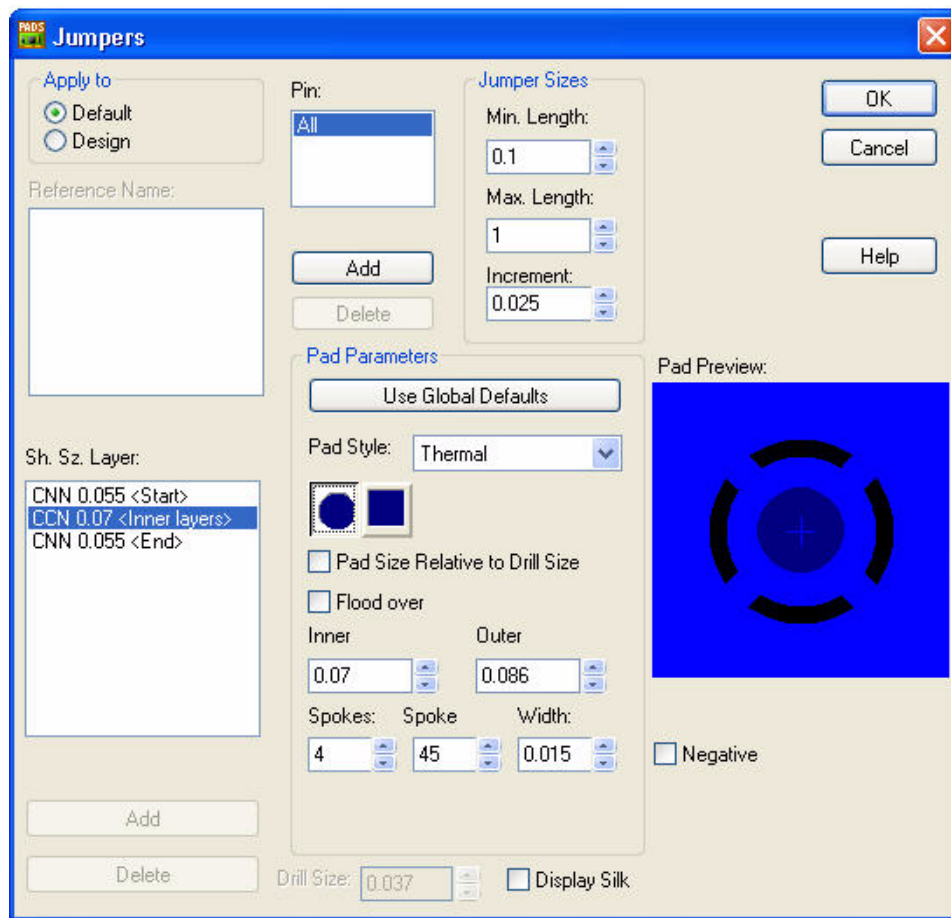 PADS
Jumpers
Apply to
Default
Design
Reference Name:
Pin:
All
Add
Delete
Jumper Sizes
Min. Length:
0.1
Max. Length:
1
Increment:
0.025
OK
Cancel
Help
Sh. Sz. Layer:
CNN 0.055 <Start>
CCN 0.07 <Inner layers>
CNN 0.055 <End>
Add
Delete
Pad Parameters
Use Global Defaults
Pad Style: Thermal
Pad Size Relative to Drill Size
Flood over
Inner Outer
0.07 0.086
Spokes: Spoke Width:
4 45 0.015
Drill Size: 0.037
Display Silk
Pad Preview:
Negative